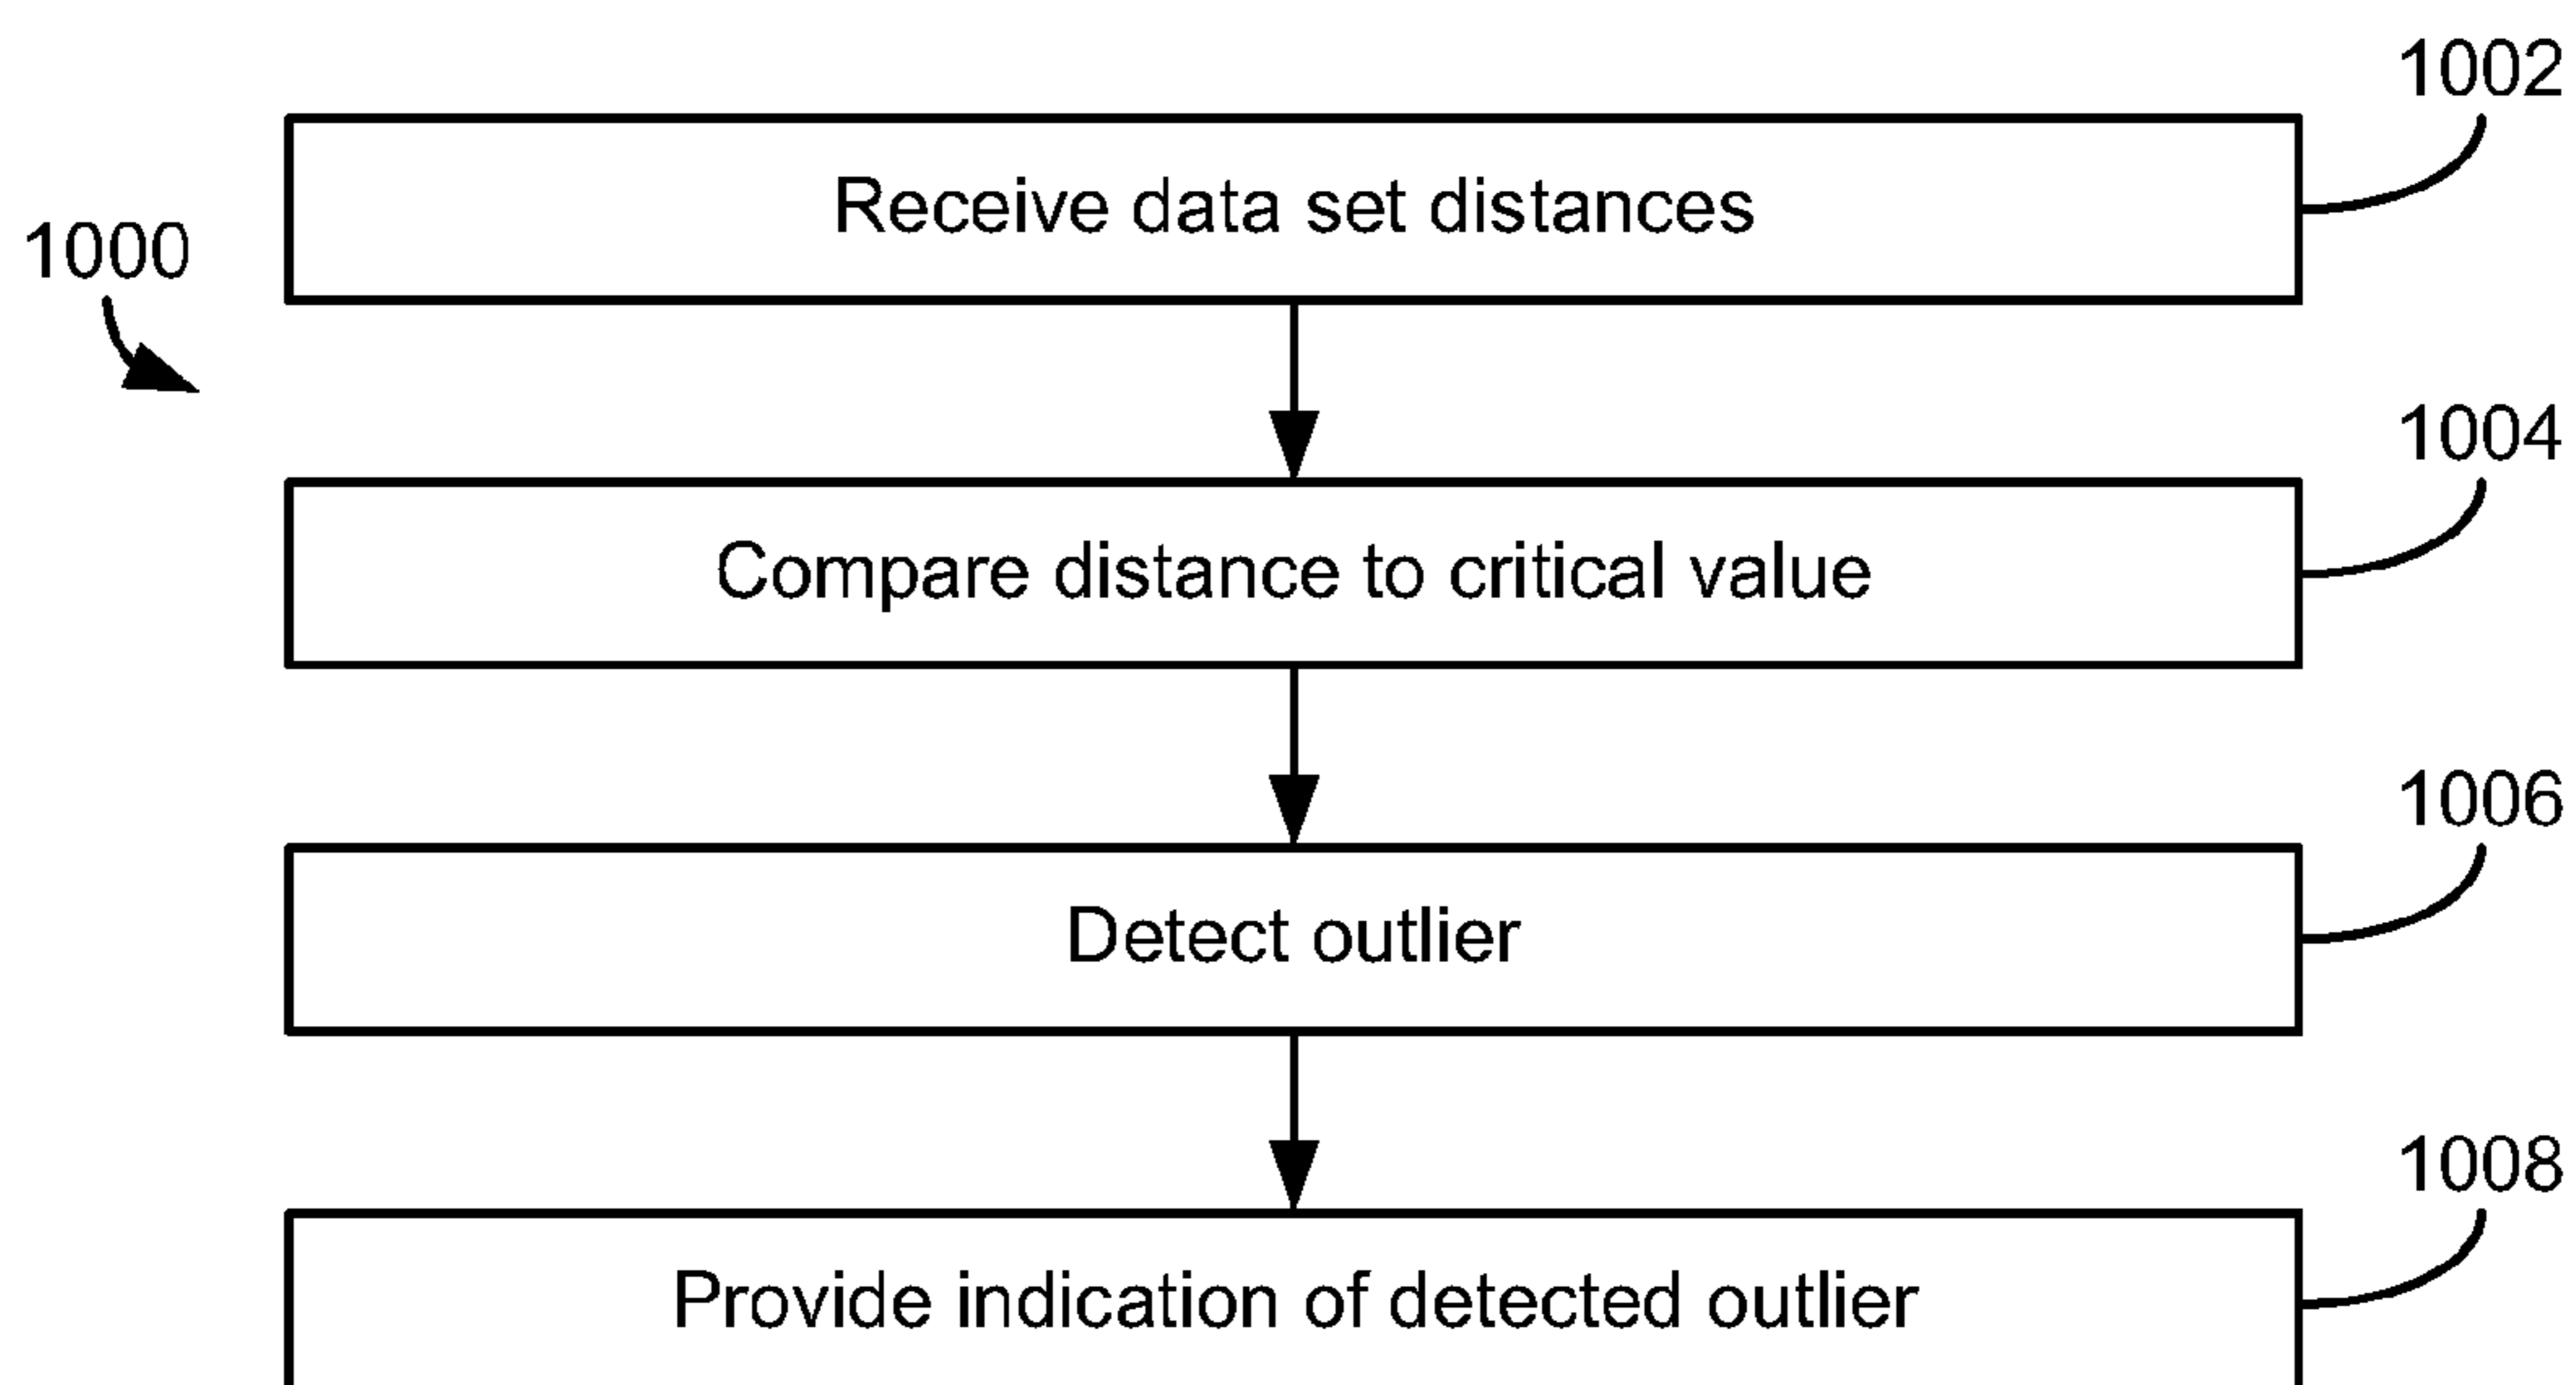 1002
Receive data set distances
1000
1004
Compare distance to critical value
1006
Detect outlier
1008
Provide indication of detected outlier